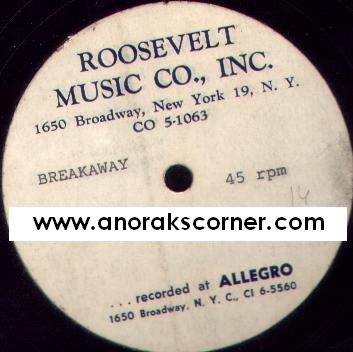 ROOSEVELT
MUSIC CO., INC.
1650 Broadway, New York 19, N. Y.
CO 5-1063
BREAKAWAY
45 rpm
14
www.anorakscorner.com
... recorded at ALLEGRO
1650 Broadway, N. Y. C., CI 6-5560